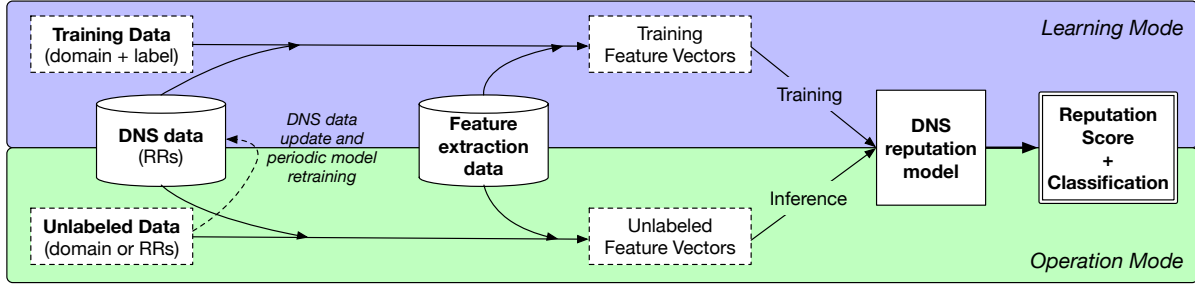 Learning Mode
Training Data
(domain + label)
Training
Feature Vectors
Training
DNS data
(RRs)
DNS data
update and
periodic model
retraining
Feature
extraction
data
DNS
reputation
model
Reputation
Score
+
Classification
Inference
Unlabeled Data
(domain or RRs)
Unlabeled
Feature Vectors
Operation Mode